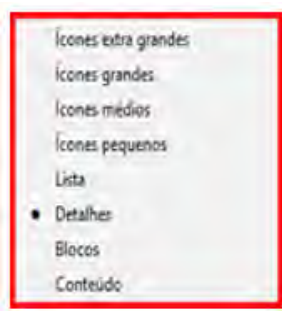 Ícones extra grandes
Ícones grandes
Ícones médios
Ícones pequenos
Lista
• Detalhes
Blocos
Conteúdo